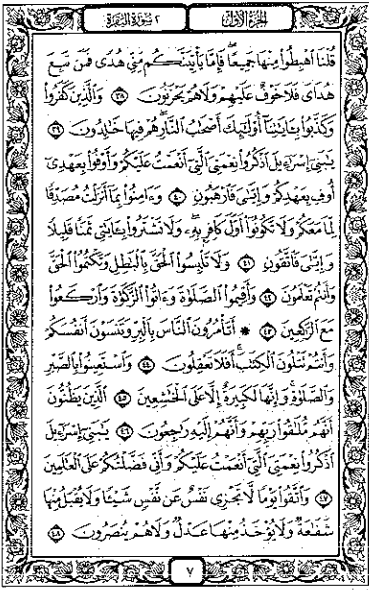 الجزء الأول
٢ سورة البقرة
قُلْنَا ٱهْبِطُوا۟ مِنْهَا جَمِيعًۭا ۖ فَإِمَّا يَأْتِيَنَّكُم مِّنِّى هُدًۭى فَمَن تَبِعَ
هُدَاىَ فَلَا خَوْفٌ عَلَيْهِمْ وَلَا هُمْ يَحْزَنُونَ ٣٨ وَٱلَّذِينَ كَفَرُوا۟
وَكَذَّبُوا۟ بِـَٔايَـٰتِنَآ أُو۟لَـٰٓئِكَ أَصْحَـٰبُ ٱلنَّارِ ۖ هُمْ فِيهَا خَـٰلِدُونَ ٣٩
يَـٰبَنِىٓ إِسْرَٰٓءِيلَ ٱذْكُرُوا۟ نِعْمَتِىَ ٱلَّتِىٓ أَنْعَمْتُ عَلَيْكُمْ وَأَوْفُوا۟ بِعَهْدِىٓ
أُوفِ بِعَهْدِكُمْ وَإِيَّـٰىَ فَٱرْهَبُونِ ٤٠ وَءَامِنُوا۟ بِمَآ أَنزَلْتُ مُصَدِّقًۭا
لِّمَا مَعَكُمْ وَلَا تَكُونُوٓا۟ أَوَّلَ كَافِرٍۭ بِهِۦ ۖ وَلَا تَشْتَرُوا۟ بِـَٔايَـٰتِى ثَمَنًۭا قَلِيلًۭا
وَإِيَّـٰىَ فَٱتَّقُونِ ٤١ وَلَا تَلْبِسُوا۟ ٱلْحَقَّ بِٱلْبَـٰطِلِ وَتَكْتُمُوا۟ ٱلْحَقَّ
وَأَنتُمْ تَعْلَمُونَ ٤٢ وَأَقِيمُوا۟ ٱلصَّلَوٰةَ وَءَاتُوا۟ ٱلزَّكَوٰةَ وَٱرْكَعُوا۟
مَعَ ٱلرَّٰكِعِينَ ٤٣ * أَتَأْمُرُونَ ٱلنَّاسَ بِٱلْبِرِّ وَتَنسَوْنَ أَنفُسَكُمْ
وَأَنتُمْ تَتْلُونَ ٱلْكِتَـٰبَ ۚ أَفَلَا تَعْقِلُونَ ٤٤ وَٱسْتَعِينُوا۟ بِٱلصَّبْرِ
وَٱلصَّلَوٰةِ ۚ وَإِنَّهَا لَكَبِيرَةٌ إِلَّا عَلَى ٱلْخَـٰشِعِينَ ٤٥ ٱلَّذِينَ يَظُنُّونَ
أَنَّهُم مُّلَـٰقُوا۟ رَبِّهِمْ وَأَنَّهُمْ إِلَيْهِ رَٰجِعُونَ ٤٦ يَـٰبَنِىٓ إِسْرَٰٓءِيلَ
ٱذْكُرُوا۟ نِعْمَتِىَ ٱلَّتِىٓ أَنْعَمْتُ عَلَيْكُمْ وَأَنِّى فَضَّلْتُكُمْ عَلَى ٱلْعَـٰلَمِينَ
٤٧ وَٱتَّقُوا۟ يَوْمًۭا لَّا تَجْزِى نَفْسٌ عَن نَّفْسٍۢ شَيْـًۭٔا وَلَا يُقْبَلُ مِنْهَا
شَفَـٰعَةٌۭ وَلَا يُؤْخَذُ مِنْهَا عَدْلٌۭ وَلَا هُمْ يُنصَرُونَ ٤٨
٧